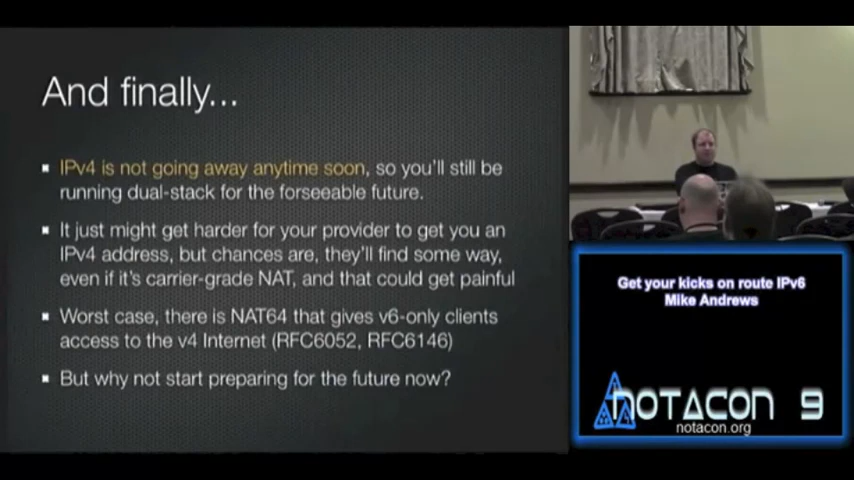 And finally...
IPv4 is not going away anytime soon, so you'll still be
running dual-stack for the forseeable future.
It just might get harder for your provider to get you an
IPv4 address, but chances are, they'll find some way,
even if it's carrier-grade NAT, and that could get painful
Worst case, there is NAT64 that gives v6-only clients
access to the v4 Internet (RFC6052, RFC6146)
But why not start preparing for the future now?
Get your kicks on route IPv6
Mike Andrews
NOTACON 9
notacon.org